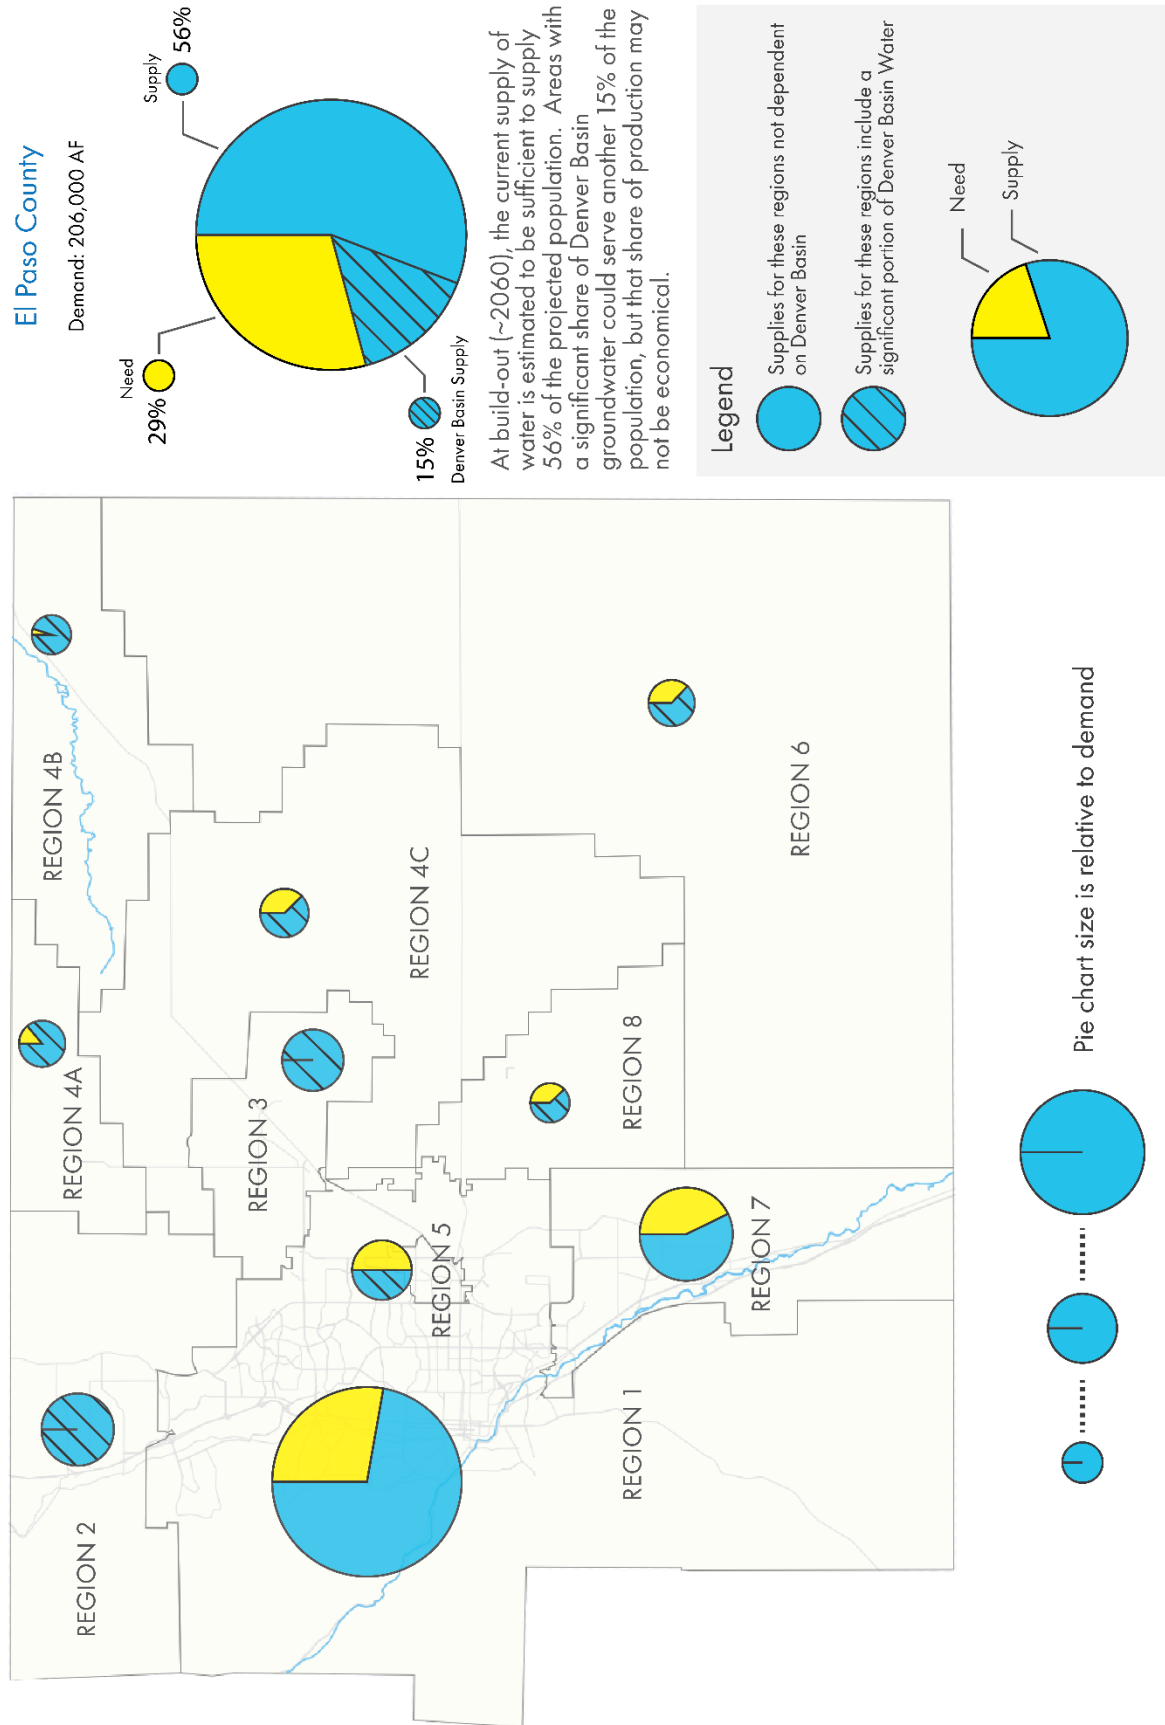 El Paso County
Demand: 206,000 AF
Need
29%
Supply
56%
15%
Denver Basin Supply
At build-out (~2060), the current supply of
water is estimated to be sufficient to supply
56% of the projected population. Areas with
a significant share of Denver Basin
groundwater could serve another 15% of the
population, but that share of production may
not be economical.
Legend
Supplies for these regions not dependent
on Denver Basin
Supplies for these regions include a
significant portion of Denver Basin Water
Need
Supply
REGION 2
REGION 4A
REGION 4B
REGION 3
REGION 4C
REGION 5
REGION 1
REGION 8
REGION 7
REGION 6
Pie chart size is relative to demand